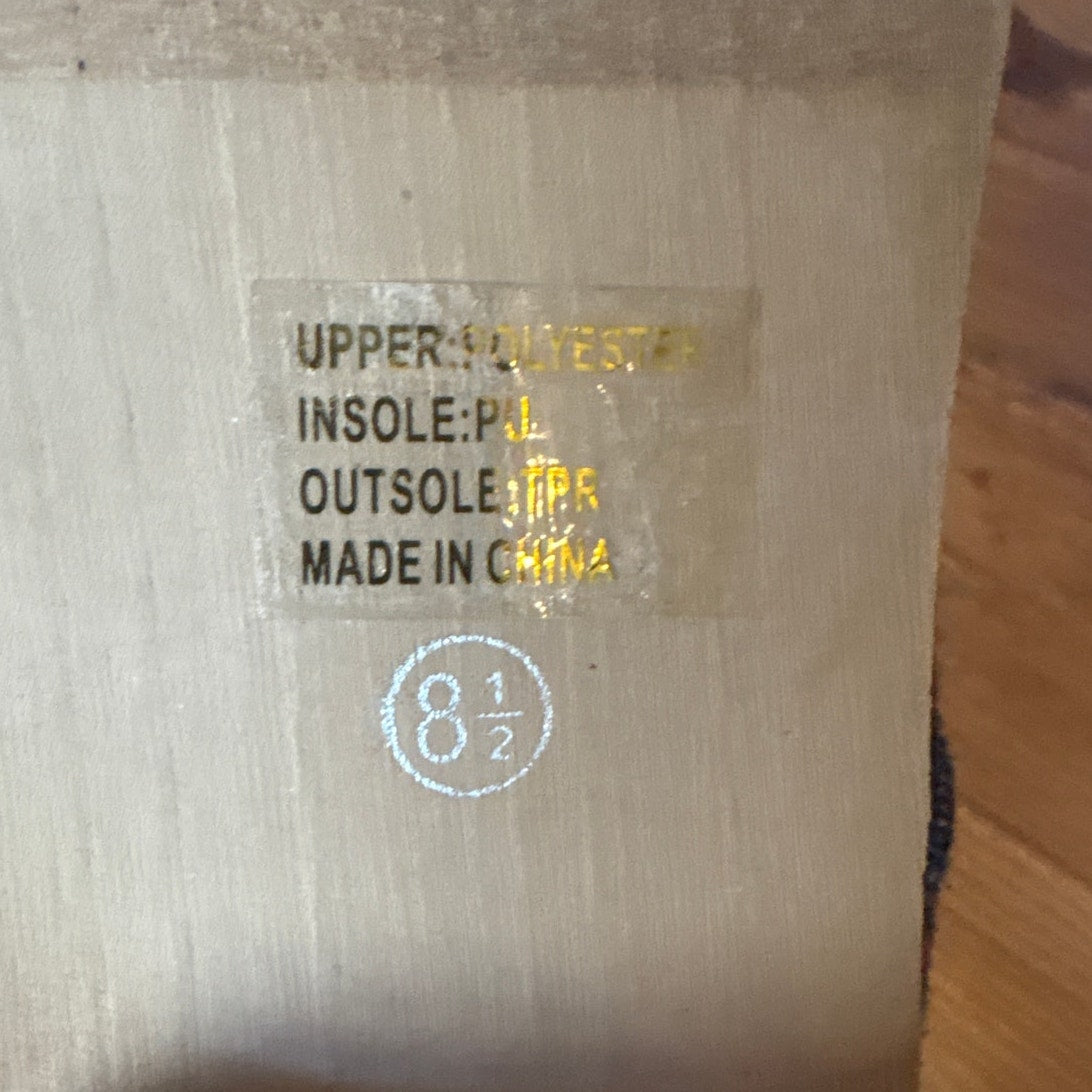 UPPER:POLYESTER
INSOLE:PU
OUTSOLE:TPR
MADE IN CHINA
8 1/2